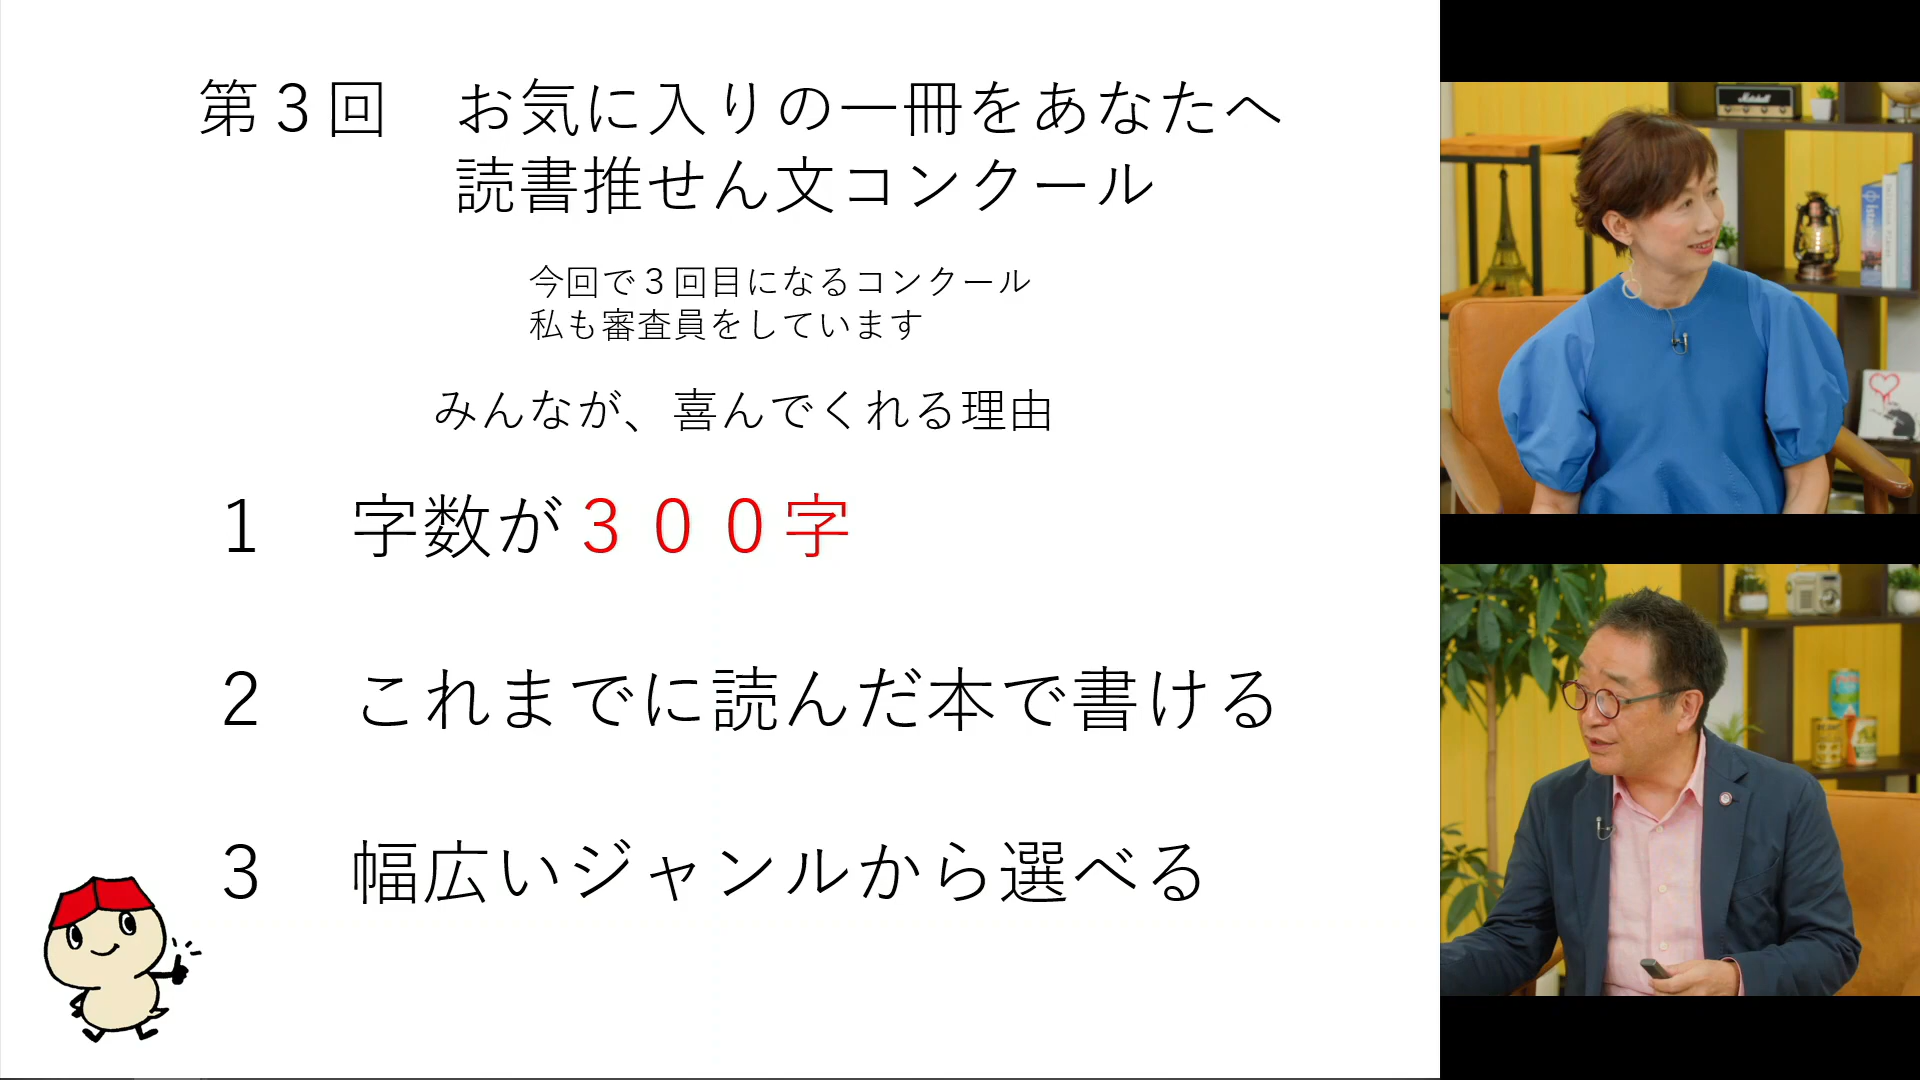 第３回　お気に入りの一冊をあなたへ
読書推せん文コンクール
今回で３回目になるコンクール
私も審査員をしています
みんなが、喜んでくれる理由
1　字数が３００字
2　これまでに読んだ本で書ける
3　幅広いジャンルから選べる
Marshall
Istanbul